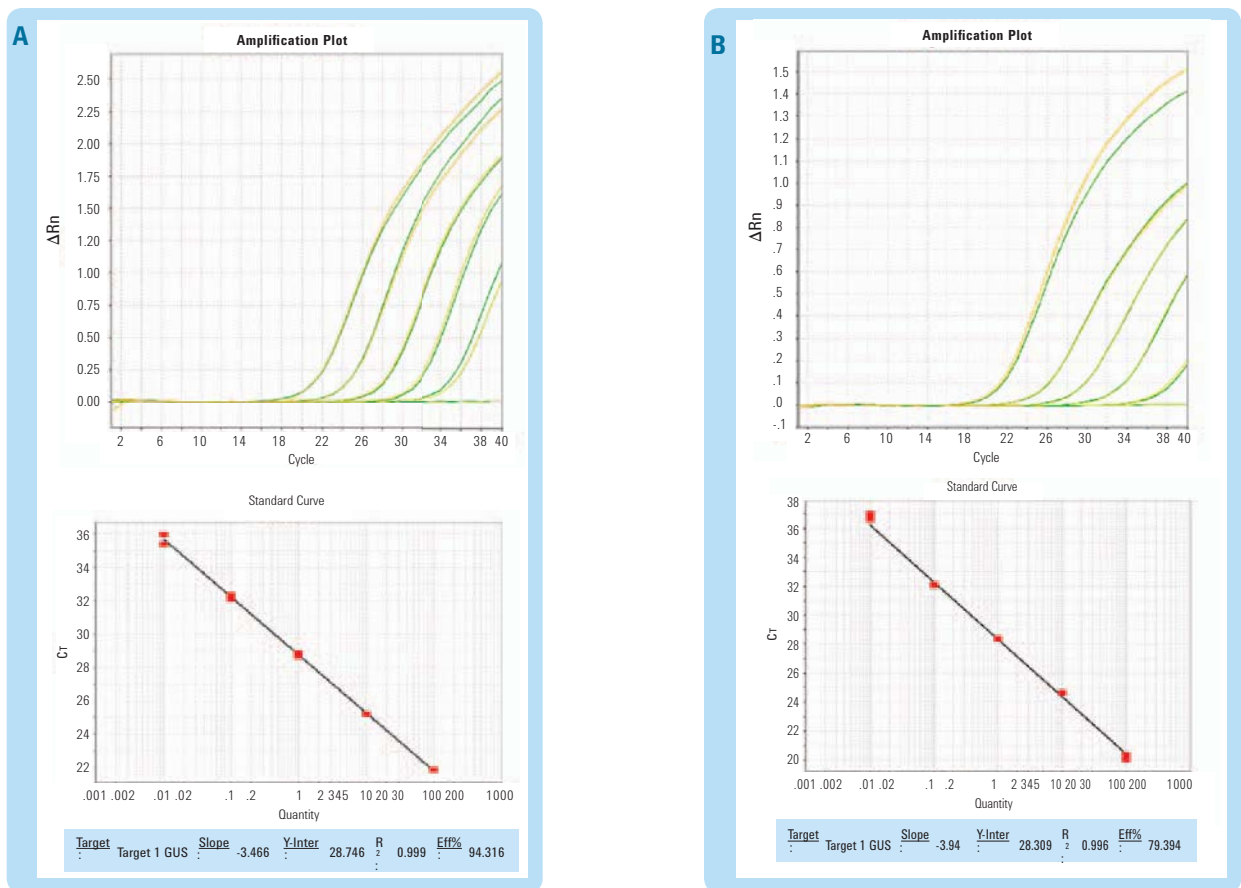 A
Amplification Plot
2.50
2.25
2.00
1.75
1.50
1.20
1.00
0.75
0.50
0.25
0.00
ΔRn
2 6 10 14 18 22 26 30 34 38 40
Cycle
Standard Curve
36
34
32
30
28
26
24
22
CT
.001 .002 .01 .02 .1 .2 1 2 345 10 20 30 100 200 1000
Quantity
Target : Target 1 GUS Slope : -3.466 Y-Inter : 28.746 R 2 : 0.999 Eff% : 94.316
B
Amplification Plot
1.5
1.4
1.3
1.2
1.1
1.0
.9
.8
.7
.6
.5
.4
.3
.2
.1
.0
-.1
ΔRn
2 6 10 14 18 22 26 30 34 38 40
Cycle
Standard Curve
38
36
34
32
30
28
26
24
22
20
CT
.001 .002 .01 .02 .1 .2 1 2 345 10 20 30 100 200 1000
Quantity
Target : Target 1 GUS Slope : -3.94 Y-Inter : 28.309 R 2 : 0.996 Eff% : 79.394